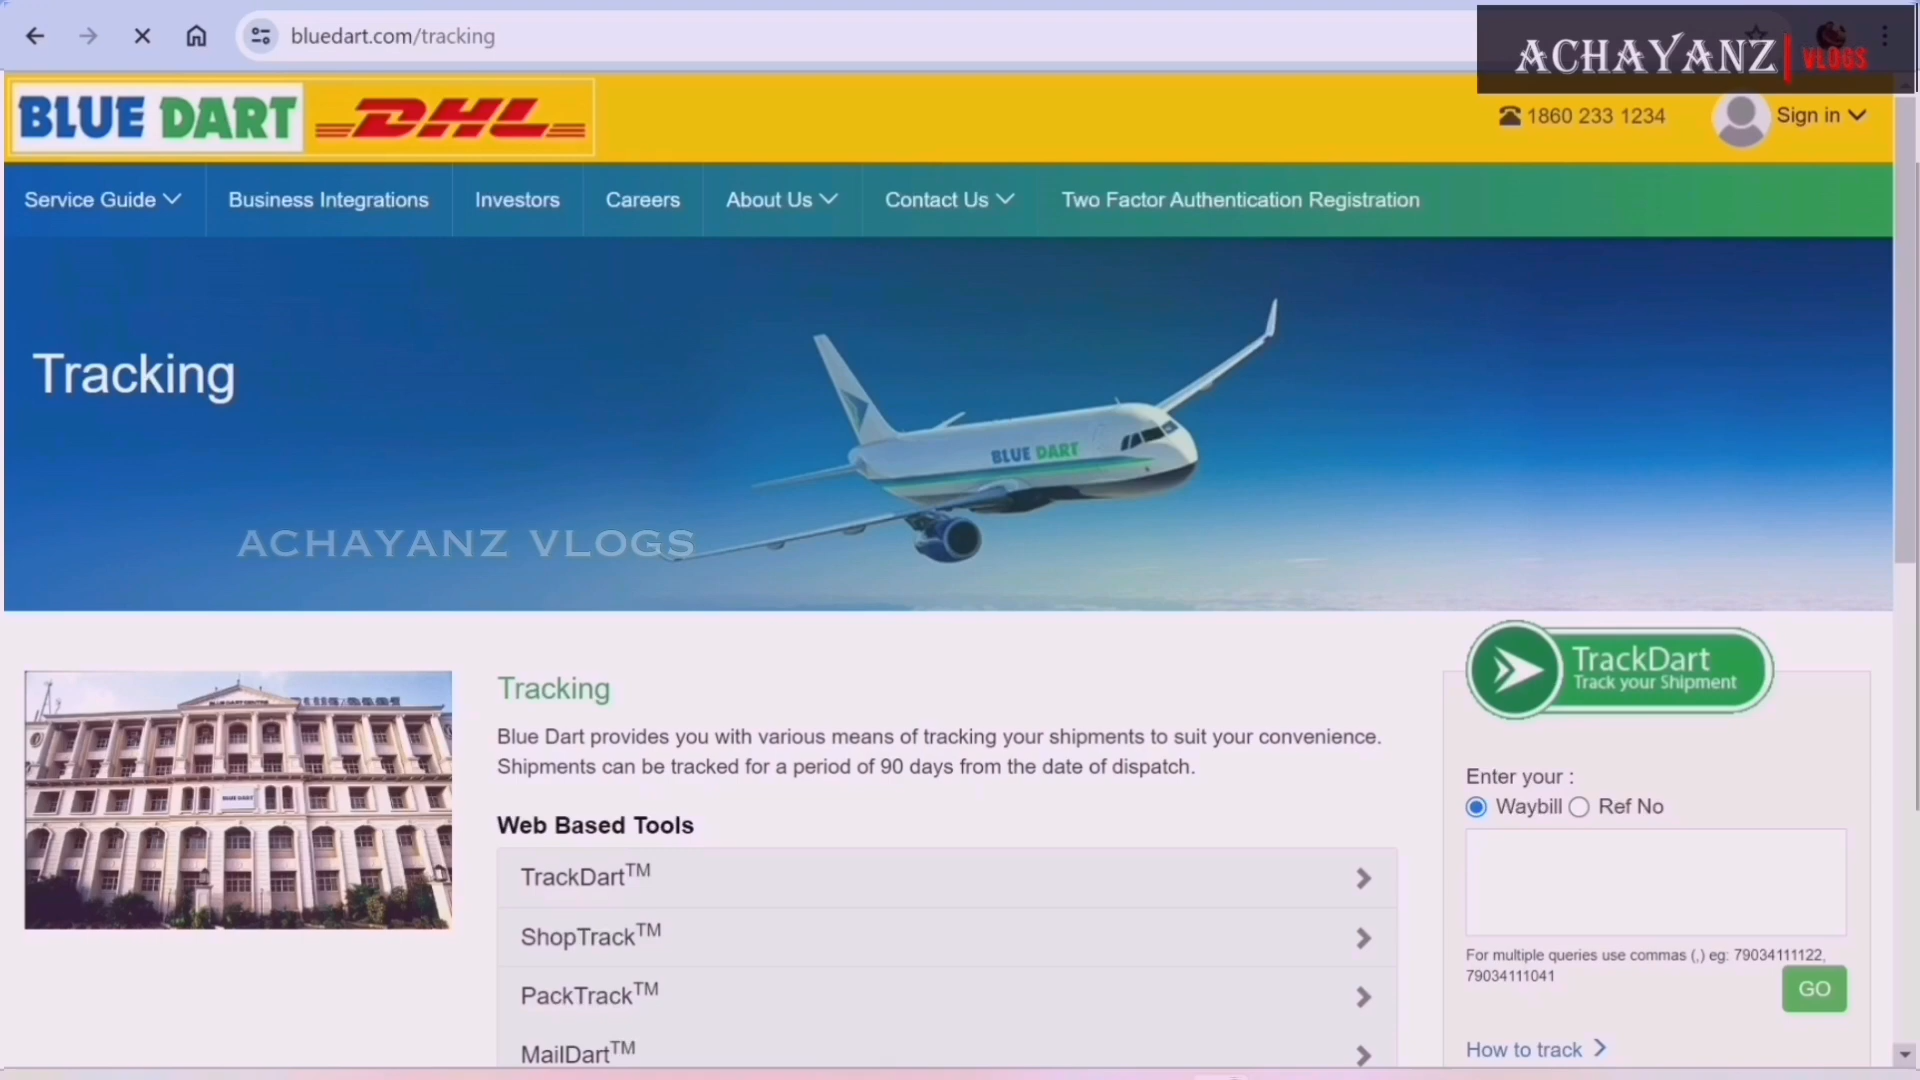 bluedart.com/tracking
ACHAYANZ| VLOGS
BLUE DART DHL
1860 233 1234
Sign in
Service Guide
Business Integrations
Investors
Careers
About Us
Contact Us
Two Factor Authentication Registration
Tracking
BLUE DART
ACHAYANZ VLOGS
TrackDart
Track your Shipment
Tracking
Blue Dart provides you with various means of tracking your shipments to suit your convenience.
Shipments can be tracked for a period of 90 days from the date of dispatch.
Enter your :
Waybill Ref No
Web Based Tools
TrackDart™
ShopTrack™
PackTrack™
MailDart™
For multiple queries use commas (,) eg: 79034111122,
79034111041
GO
How to track